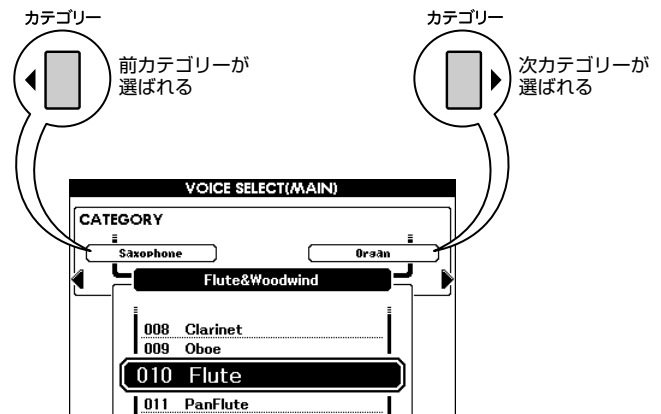 カテゴリー
前カテゴリーが
選ばれる
カテゴリー
次カテゴリーが
選ばれる
VOICE SELECT(MAIN)
CATEGORY
Saxophone
Organ
Flute&Woodwind
008 Clarinet
009 Oboe
010 Flute
011 PanFlute